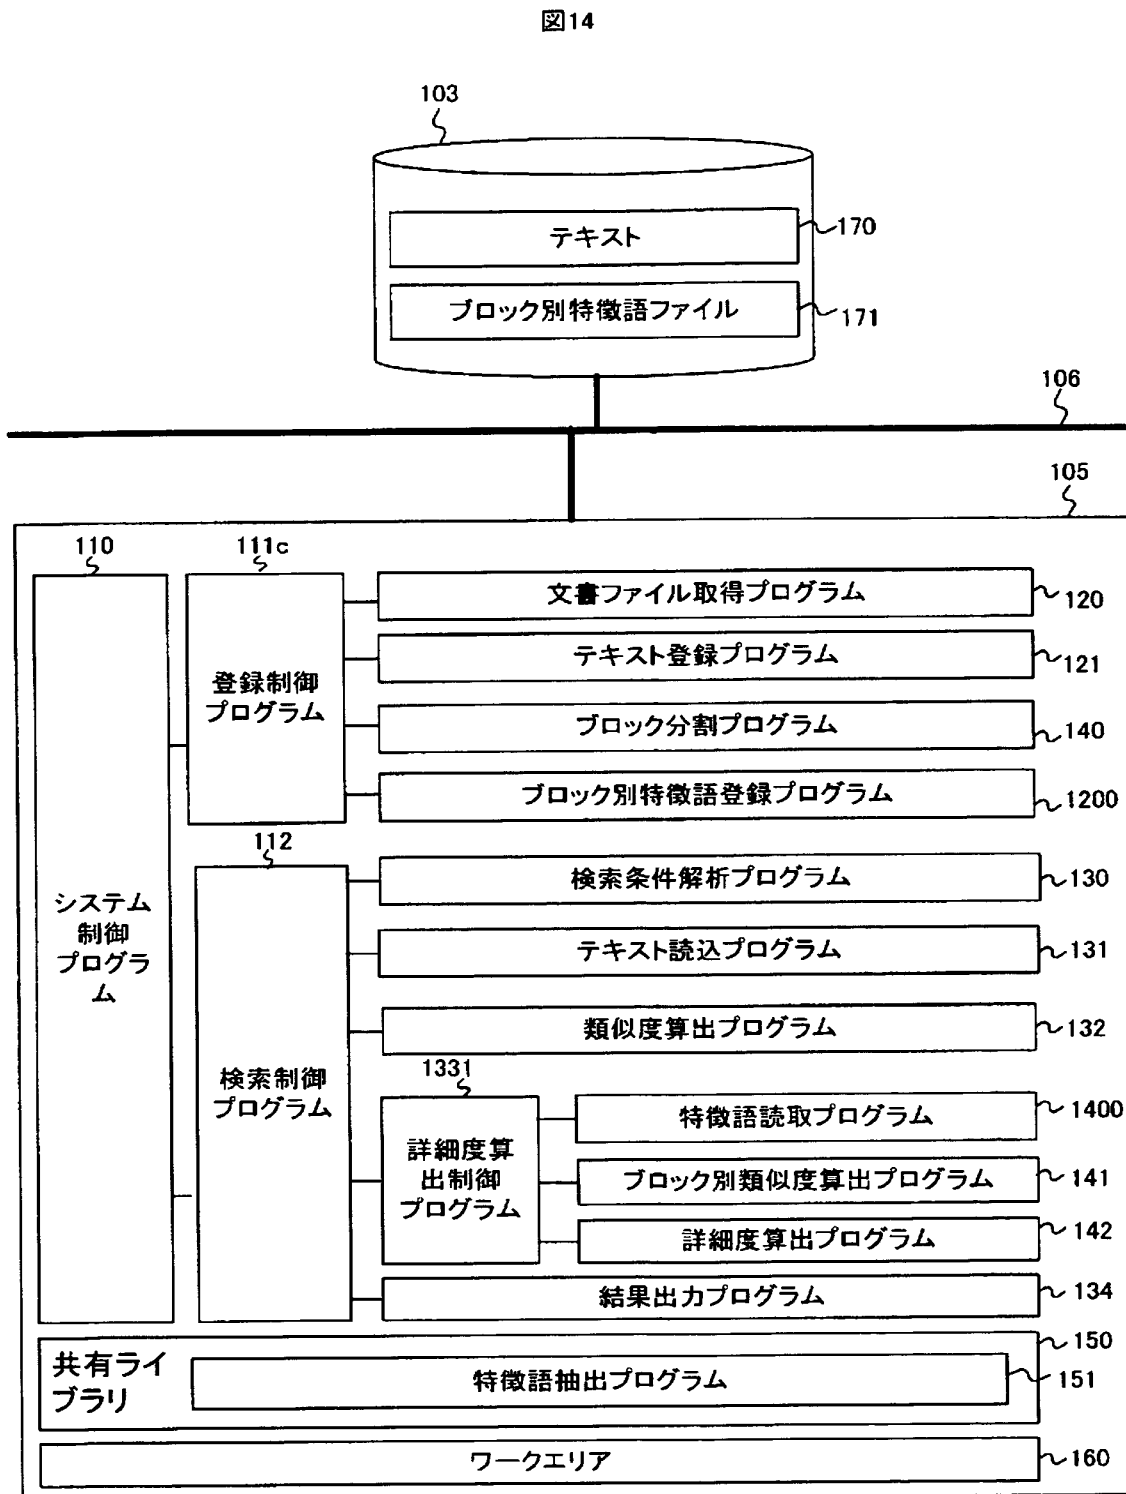 図14
103
テキスト
170
ブロック別特徴語ファイル
171
106
105
110
111c
文書ファイル取得プログラム
120
テキスト登録プログラム
121
登録制御
プログラム
ブロック分割プログラム
140
ブロック別特徴語登録プログラム
1200
112
検索条件解析プログラム
130
システム
制御
プログラ
ム
テキスト読込プログラム
131
類似度算出プログラム
132
検索制御
プログラム
1331
特徴語読取プログラム
1400
詳細度算
出制御
プログラム
ブロック別類似度算出プログラム
141
詳細度算出プログラム
142
結果出力プログラム
134
150
共有ライ
ブラリ
特徴語抽出プログラム
151
ワークエリア
160